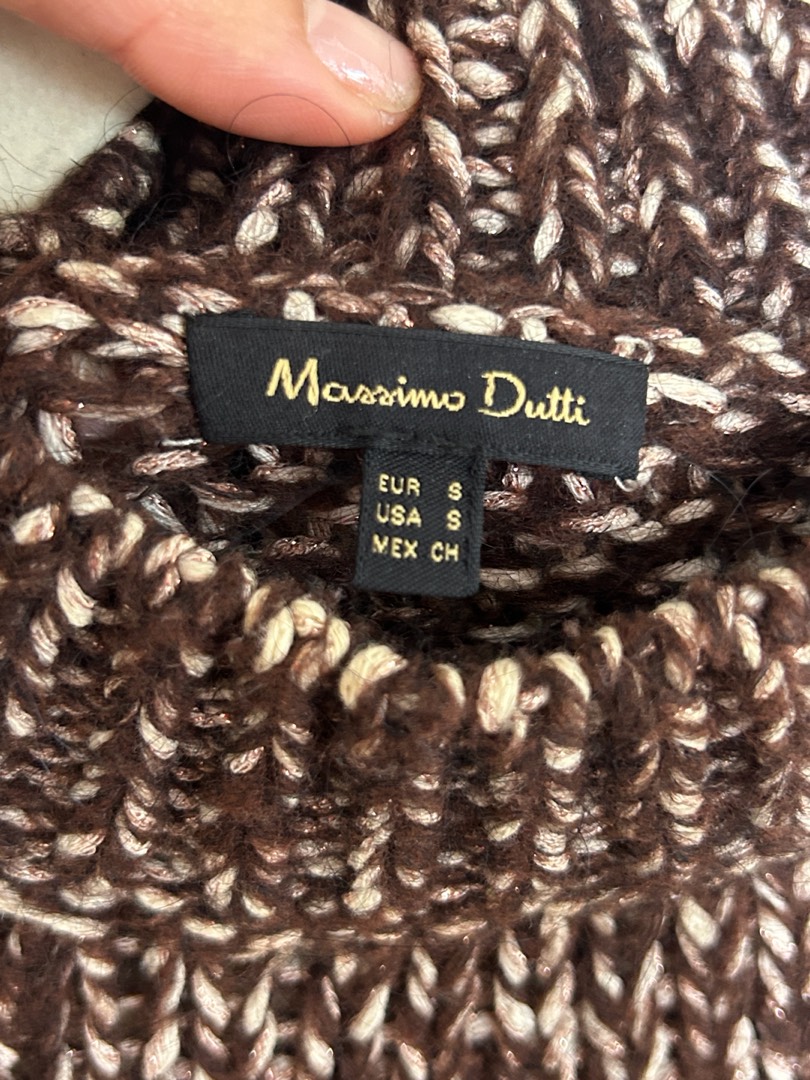 Massimo Dutti
EUR S
USA S
MEX CH